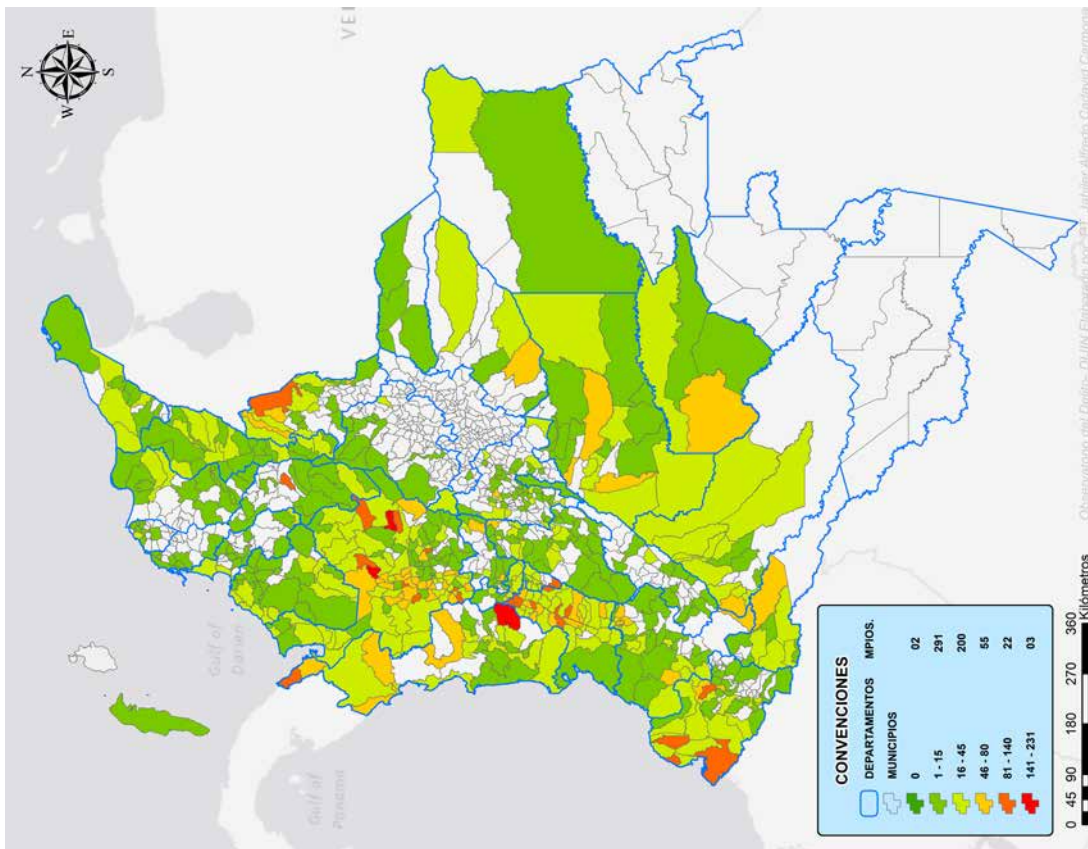 N
W
E
S
VE
Gulf of
Darien
Gulf of
Panama
CONVENCIONES
DEPARTAMENTOS MPIOS.
MUNICIPIOS
0 02
1 - 15 291
16 - 45 200
46 - 80 55
81 - 140 22
141 - 231 03
0 45 90 180 270 360
Kilómetros